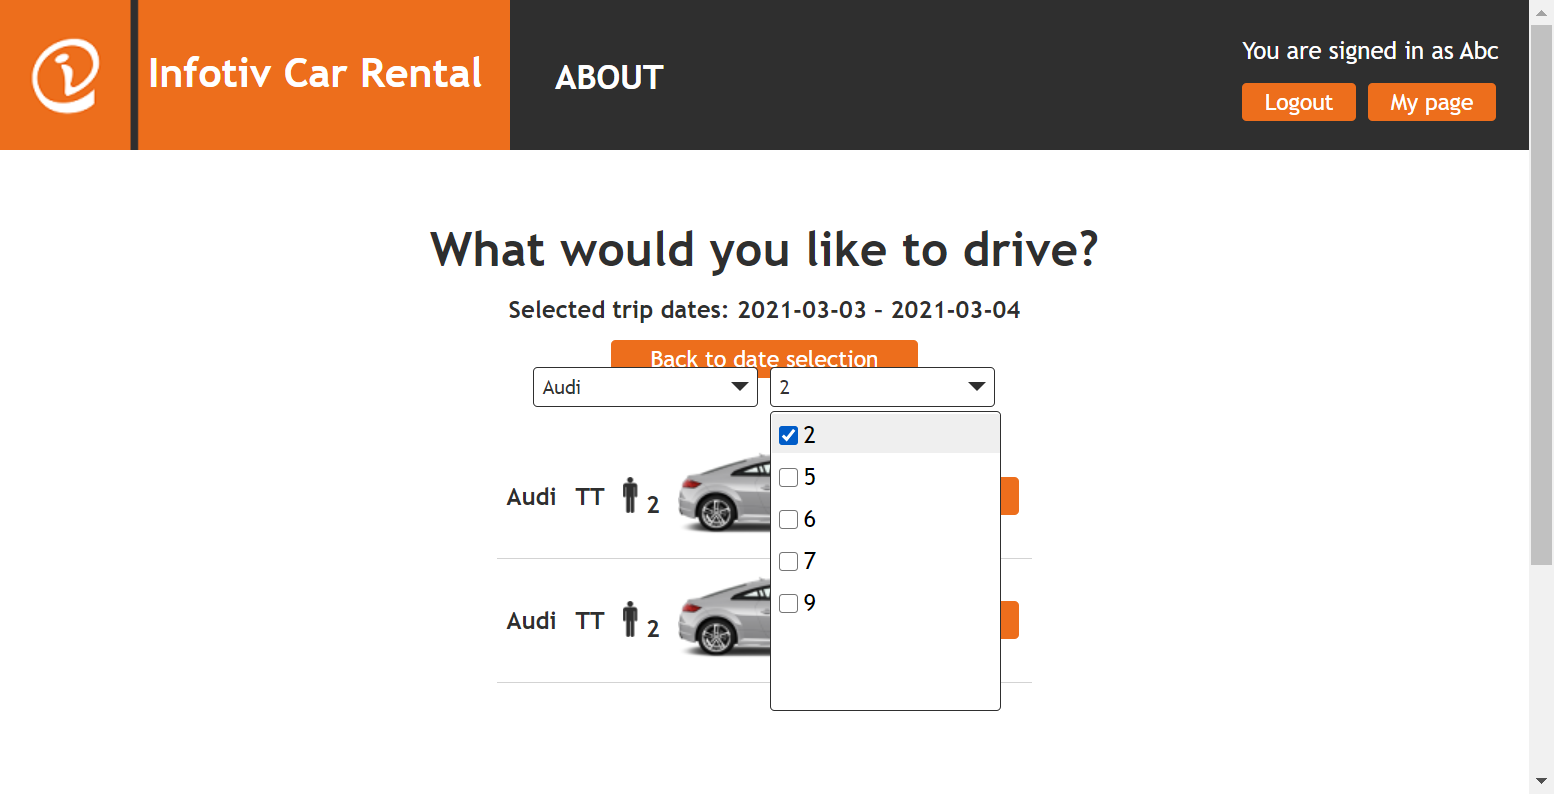 Infotiv Car Rental
ABOUT
You are signed in as Abc
Logout
My page
What would you like to drive?
Selected trip dates: 2021-03-03 – 2021-03-04
Back to date selection
Audi
2
2
5
6
7
9
Audi TT 2
Audi TT 2